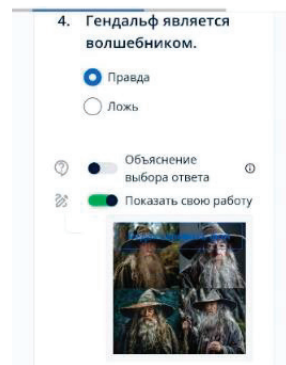 4. Гендальф является
волшебником.
Правда
Ложь
Объяснение
выбора ответа
Показать свою работу